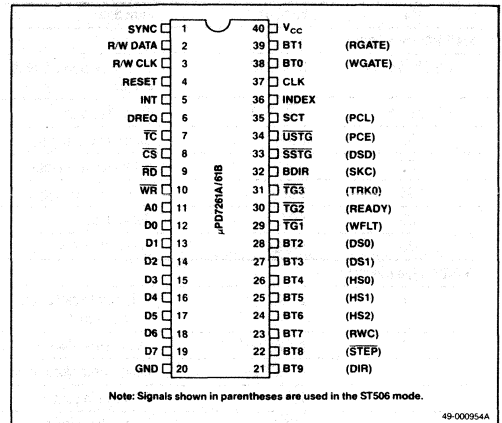 SYNC 1 40 VCC
R/W DATA 2 39 BT1 (RGATE)
R/W CLK 3 38 BT0 (WGATE)
RESET 4 37 CLK
INT 5 36 INDEX
DREQ 6 35 SCT (PCL)
TC 7 34 USTG (PCE)
CS 8 33 SSTG (DSD)
RD 9 32 BDIR (SKC)
WR 10 31 TG3 (TRK0)
A0 11 30 TG2 (READY)
D0 12 29 TG1 (WFLT)
D1 13 28 BT2 (DS0)
D2 14 27 BT3 (DS1)
D3 15 26 BT4 (HS0)
D4 16 25 BT5 (HS1)
D5 17 24 BT6 (HS2)
D6 18 23 BT7 (RWC)
D7 19 22 BT8 (STEP)
GND 20 21 BT9 (DIR)
μPD7261A/61B
Note: Signals shown in parentheses are used in the ST506 mode.
49-000954A